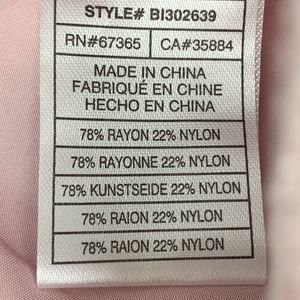 STYLE# BI302639
RN#67365 CA#35884
MADE IN CHINA
FABRIQUÉ EN CHINE
HECHO EN CHINA
78% RAYON 22% NYLON
78% RAYONNE 22% NYLON
78% KUNSTSEIDE 22% NYLON
78% RAION 22% NYLON
78% RAION 22% NYLON